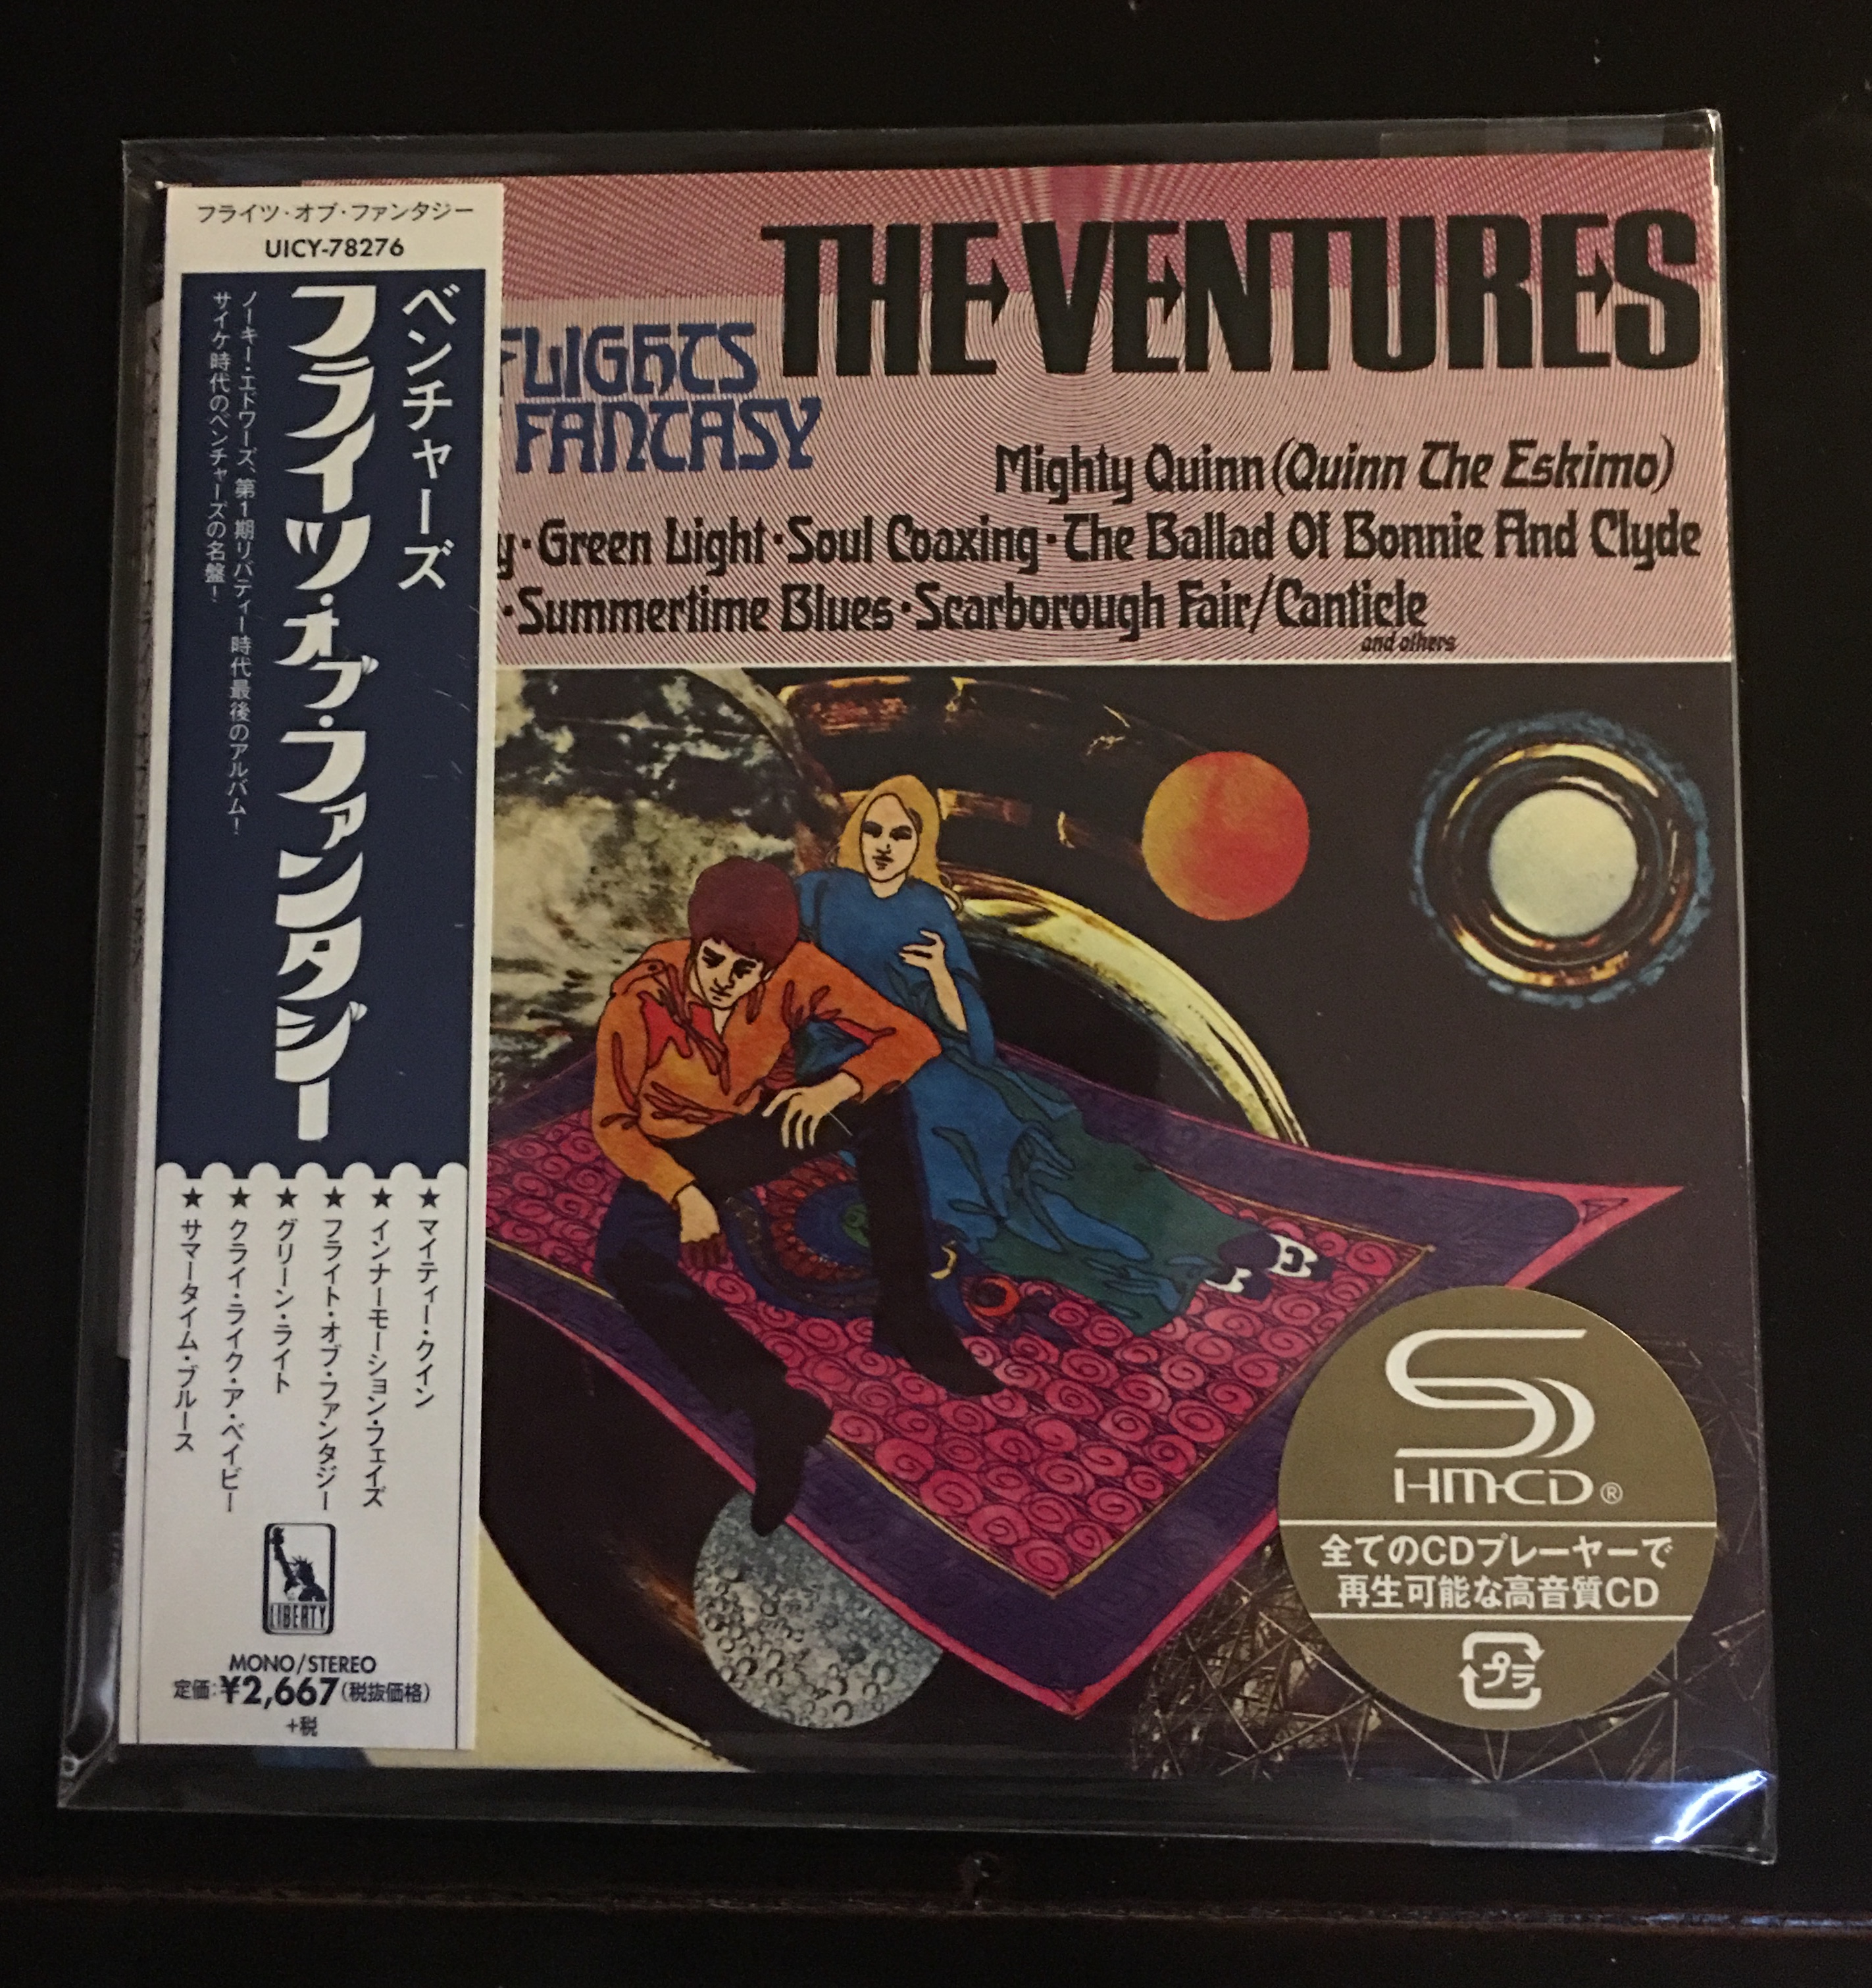 フライツ・オブ・ファンタジー
UICY-78276
ベンチャーズ
フライツ・オブ・ファンタジー
ノーキー・エドワーズ、第1期リバティー時代最後のアルバム!
サイケ時代のベンチャーズの名盤!
★マイティー・クイン
★インナーモーション・フェイズ
★フライト・オブ・ファンタジー
★グリーン・ライト
★クライ・ライク・ア・ベイビー
★サマータイム・ブルース
LIBERTY
MONO/STEREO
定価:¥2,667(税抜価格)
+税
THE VENTURES
FLIGHTS
FANTASY
Mighty Quinn (Quinn The Eskimo)
y・Green Light・Soul Coaxing・The Ballad Of Bonnie And Clyde
・Summertime Blues・Scarborough Fair/Canticle
and others
SHM-CD®
全てのCDプレーヤーで
再生可能な高音質CD
プラ